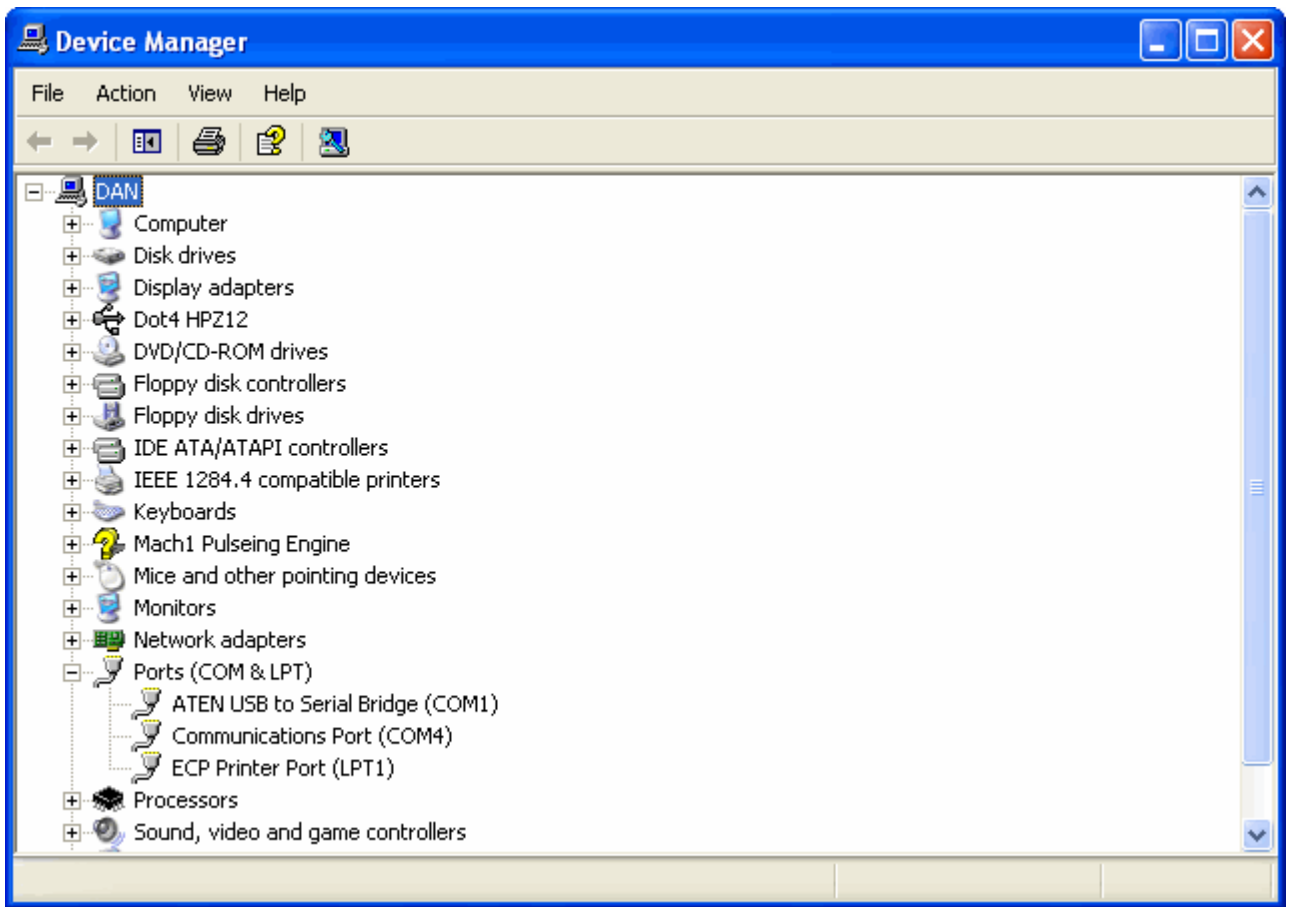 Device Manager
File Action View Help
DAN
Computer
Disk drives
Display adapters
Dot4 HPZ12
DVD/CD-ROM drives
Floppy disk controllers
Floppy disk drives
IDE ATA/ATAPI controllers
IEEE 1284.4 compatible printers
Keyboards
Mach1 Pulseing Engine
Mice and other pointing devices
Monitors
Network adapters
Ports (COM & LPT)
ATEN USB to Serial Bridge (COM1)
Communications Port (COM4)
ECP Printer Port (LPT1)
Processors
Sound, video and game controllers